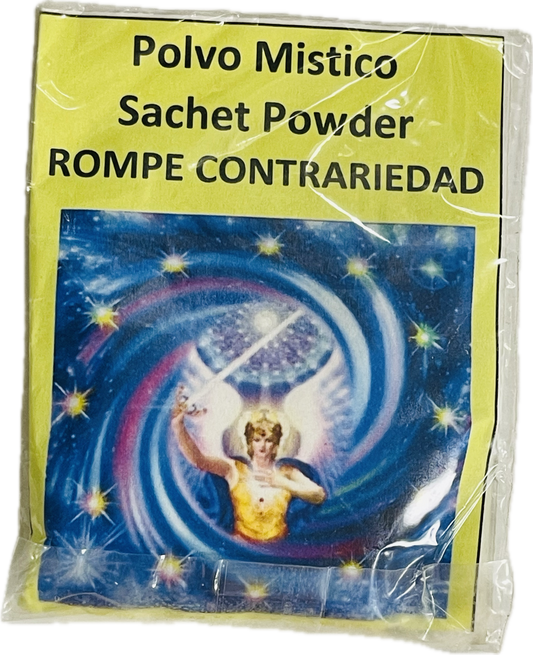 Polvo Mistico
Sachet Powder
ROMPE CONTRARIEDAD